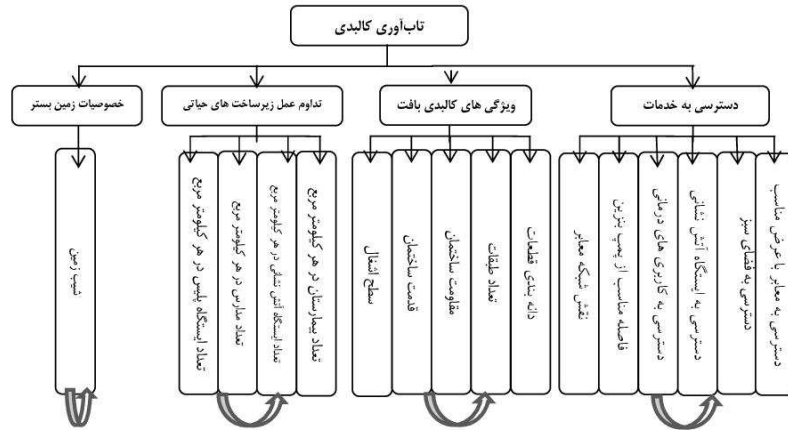 تاب‌آوری کالبدی
دسترسی به خدمات
ویژگی های کالبدی بافت
تداوم عمل زیرساخت های حیاتی
خصوصیات زمین بستر
دسترسی به معابر با عرض مناسب
دسترسی به فضای سبز
دسترسی به ایستگاه آتش نشانی
دسترسی به کاربری های درمانی
فاصله مناسب از پمپ بنزین
نقش شبکه معابر
دانه بندی قطعات
تعداد طبقات
مقاومت ساختمان
قدمت ساختمان
سطح اشغال
تعداد بیمارستان در هر کیلومتر مربع
تعداد ایستگاه آتش نشانی در هر کیلومتر مربع
تعداد مدارس در هر کیلومتر مربع
تعداد ایستگاه پلیس در هر کیلومتر مربع
شیب زمین